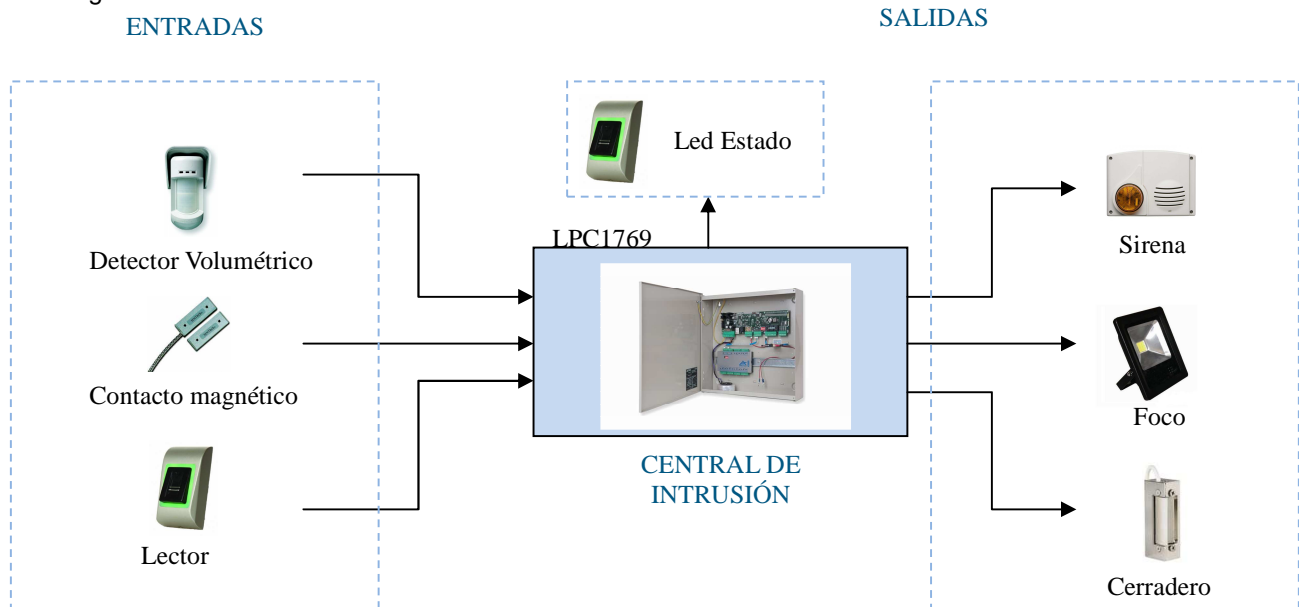 ENTRADAS
SALIDAS
Led Estado
LPC1769
Detector Volumétrico
Sirena
Contacto magnético
Foco
CENTRAL DE
INTRUSIÓN
Lector
Cerradero